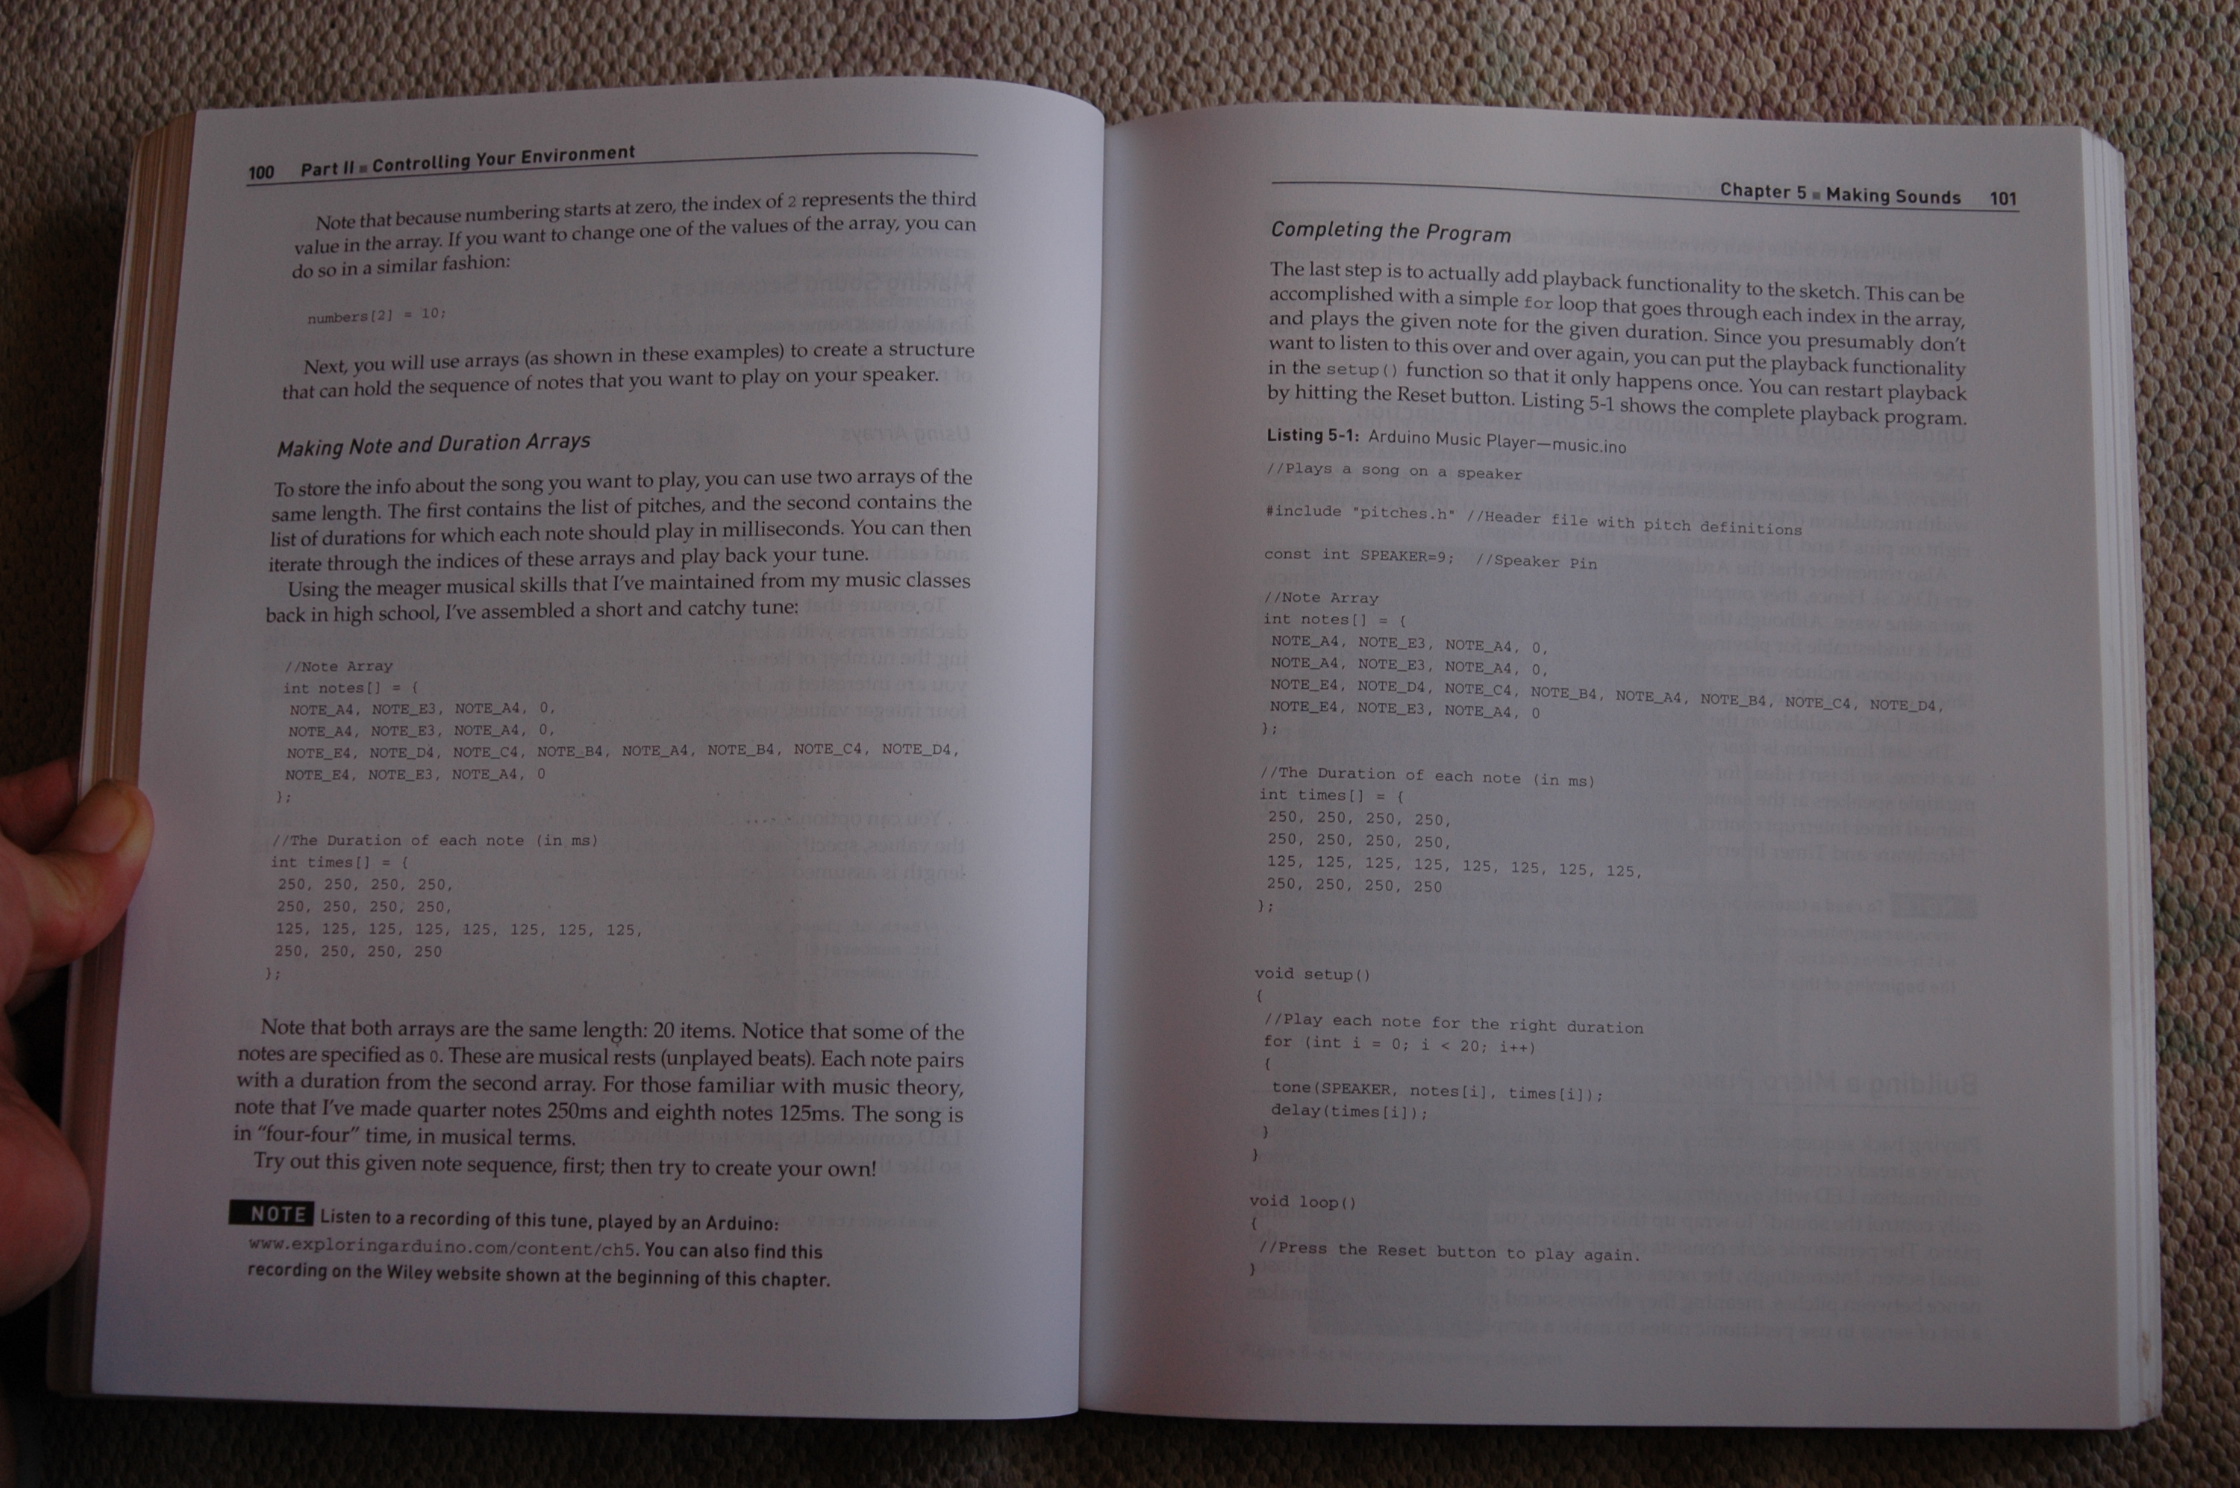 100 Part II ■ Controlling Your Environment
Note that because numbering starts at zero, the index of 2 represents the third
value in the array. If you want to change one of the values of the array, you can
do so in a similar fashion:
numbers[2] = 10;
Next, you will use arrays (as shown in these examples) to create a structure
that can hold the sequence of notes that you want to play on your speaker.
Making Note and Duration Arrays
To store the info about the song you want to play, you can use two arrays of the
same length. The first contains the list of pitches, and the second contains the
list of durations for which each note should play in milliseconds. You can then
iterate through the indices of these arrays and play back your tune.
Using the meager musical skills that I've maintained from my music classes
back in high school, I've assembled a short and catchy tune:
//Note Array
int notes[] = {
NOTE_A4, NOTE_E3, NOTE_A4, 0,
NOTE_A4, NOTE_E3, NOTE_A4, 0,
NOTE_E4, NOTE_D4, NOTE_C4, NOTE_B4, NOTE_A4, NOTE_B4, NOTE_C4, NOTE_D4,
NOTE_E4, NOTE_E3, NOTE_A4, 0
};
//The Duration of each note (in ms)
int times[] = {
250, 250, 250, 250,
250, 250, 250, 250,
125, 125, 125, 125, 125, 125, 125, 125,
250, 250, 250, 250
};
Note that both arrays are the same length: 20 items. Notice that some of the
notes are specified as 0. These are musical rests (unplayed beats). Each note pairs
with a duration from the second array. For those familiar with music theory,
note that I've made quarter notes 250ms and eighth notes 125ms. The song is
in "four-four" time, in musical terms.
Try out this given note sequence, first; then try to create your own!
NOTE Listen to a recording of this tune, played by an Arduino:
www.exploringarduino.com/content/ch5. You can also find this
recording on the Wiley website shown at the beginning of this chapter.
Chapter 5 ■ Making Sounds 101
Completing the Program
The last step is to actually add playback functionality to the sketch. This can be
accomplished with a simple for loop that goes through each index in the array,
and plays the given note for the given duration. Since you presumably don't
want to listen to this over and over again, you can put the playback functionality
in the setup() function so that it only happens once. You can restart playback
by hitting the Reset button. Listing 5-1 shows the complete playback program.
Listing 5-1: Arduino Music Player—music.ino
//Plays a song on a speaker
#include "pitches.h" //Header file with pitch definitions
const int SPEAKER=9; //Speaker Pin
//Note Array
int notes[] = {
NOTE_A4, NOTE_E3, NOTE_A4, 0,
NOTE_A4, NOTE_E3, NOTE_A4, 0,
NOTE_E4, NOTE_D4, NOTE_C4, NOTE_B4, NOTE_A4, NOTE_B4, NOTE_C4, NOTE_D4,
NOTE_E4, NOTE_E3, NOTE_A4, 0
};
//The Duration of each note (in ms)
int times[] = {
250, 250, 250, 250,
250, 250, 250, 250,
125, 125, 125, 125, 125, 125, 125, 125,
250, 250, 250, 250
};
void setup()
{
//Play each note for the right duration
for (int i = 0; i < 20; i++)
{
tone(SPEAKER, notes[i], times[i]);
delay(times[i]);
}
}
void loop()
{
//Press the Reset button to play again.
}